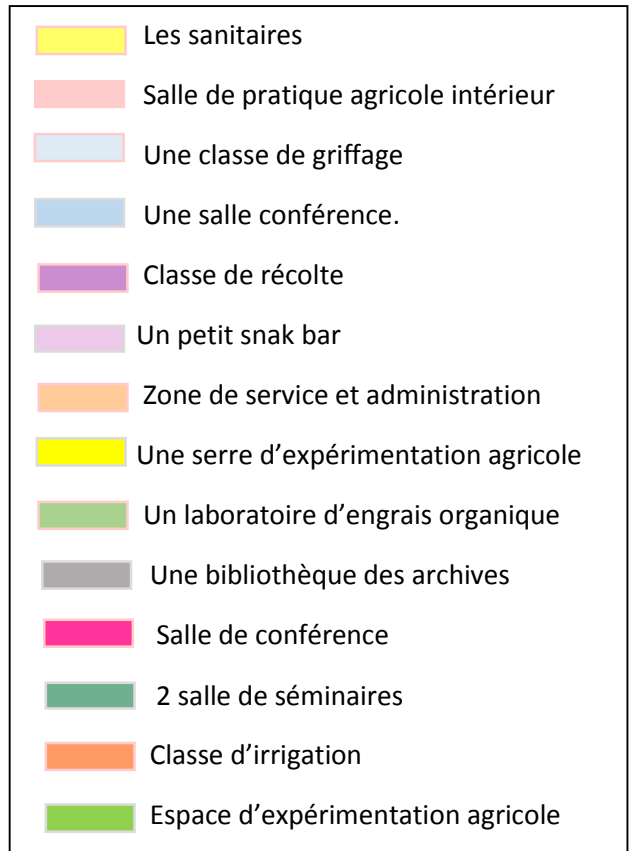 Les sanitaires
Salle de pratique agricole intérieur
Une classe de griffage
Une salle conférence.
Classe de récolte
Un petit snak bar
Zone de service et administration
Une serre d’expérimentation agricole
Un laboratoire d’engrais organique
Une bibliothèque des archives
Salle de conférence
2 salle de séminaires
Classe d’irrigation
Espace d’expérimentation agricole